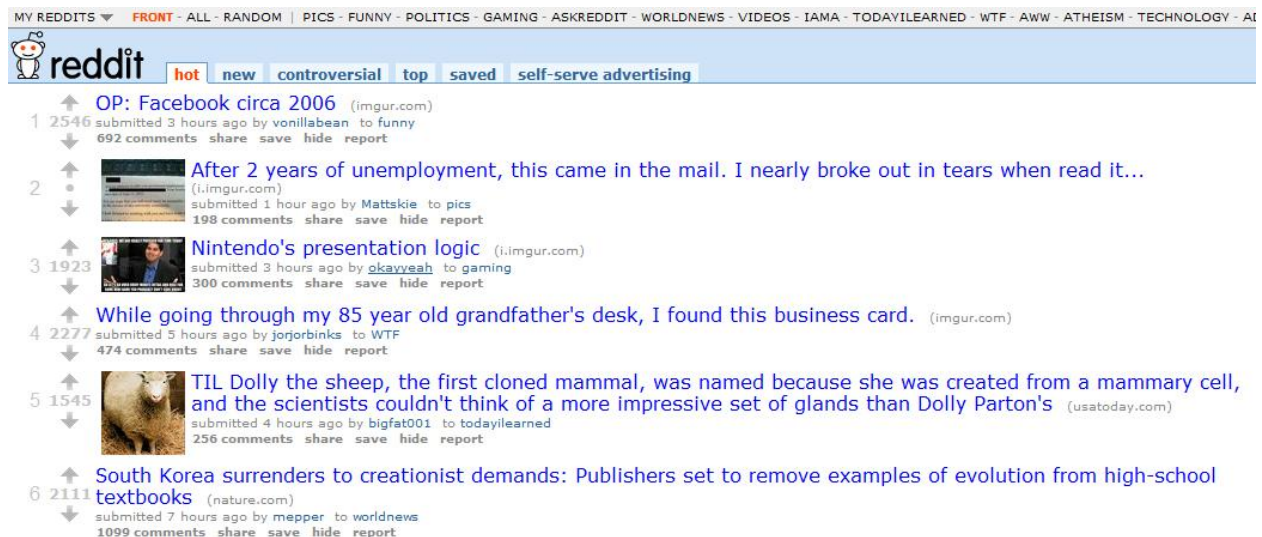 MY REDDITS FRONT - ALL - RANDOM | PICS - FUNNY - POLITICS - GAMING - ASKREDDIT - WORLDNEWS - VIDEOS - IAMA - TODAYILEARNED - WTF - AWW - ATHEISM - TECHNOLOGY -
reddit hot new controversial top saved self-serve advertising
OP: Facebook circa 2006 (imgur.com)
1 2546 submitted 3 hours ago by vonillabean to funny
692 comments share save hide report
After 2 years of unemployment, this came in the mail. I nearly broke out in tears when read it...
2 • (i.imgur.com)
submitted 1 hour ago by Mattskie to pics
198 comments share save hide report
Nintendo's presentation logic (i.imgur.com)
3 1923 submitted 3 hours ago by okayyeah to gaming
300 comments share save hide report
While going through my 85 year old grandfather's desk, I found this business card. (imgur.com)
4 2277 submitted 5 hours ago by jorjorbinks to WTF
474 comments share save hide report
TIL Dolly the sheep, the first cloned mammal, was named because she was created from a mammary cell,
5 1545 and the scientists couldn't think of a more impressive set of glands than Dolly Parton's (usatoday.com)
submitted 4 hours ago by bigfat001 to todayilearned
256 comments share save hide report
South Korea surrenders to creationist demands: Publishers set to remove examples of evolution from high-school
6 2111 textbooks (nature.com)
submitted 7 hours ago by mepper to worldnews
1099 comments share save hide report